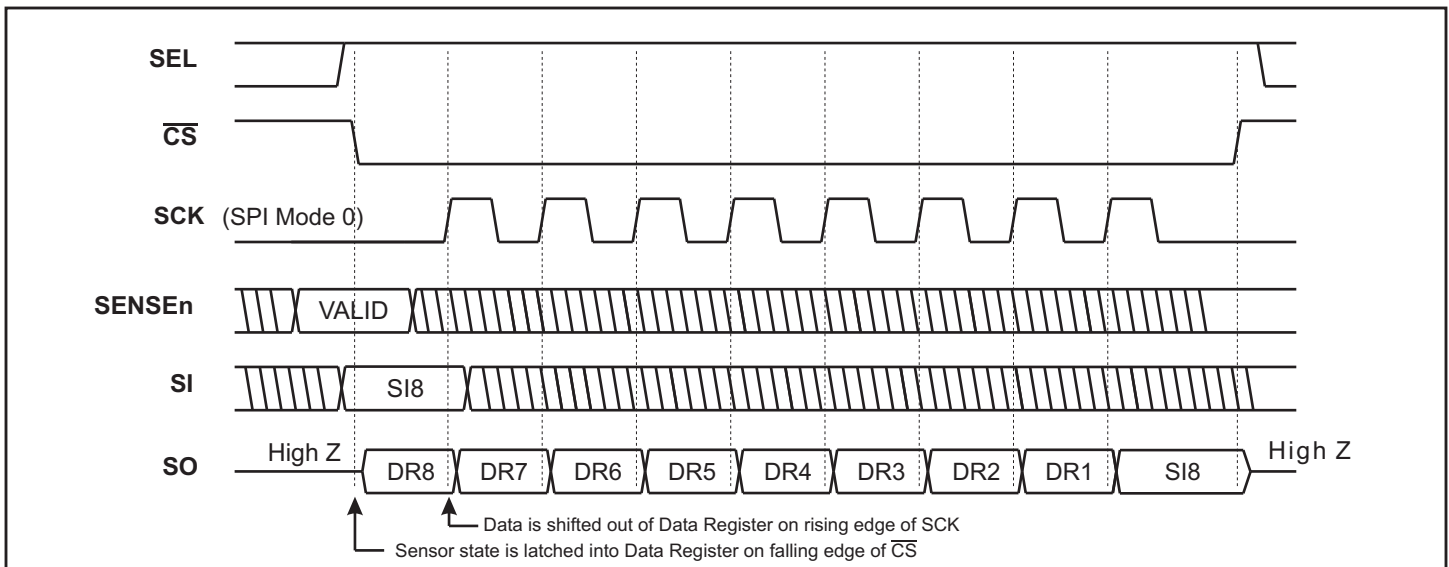 SEL
CS
SCK (SPI Mode 0)
SENSEn VALID
SI SI8
SO High Z DR8 DR7 DR6 DR5 DR4 DR3 DR2 DR1 SI8 High Z
Data is shifted out of Data Register on rising edge of SCK
Sensor state is latched into Data Register on falling edge of CS